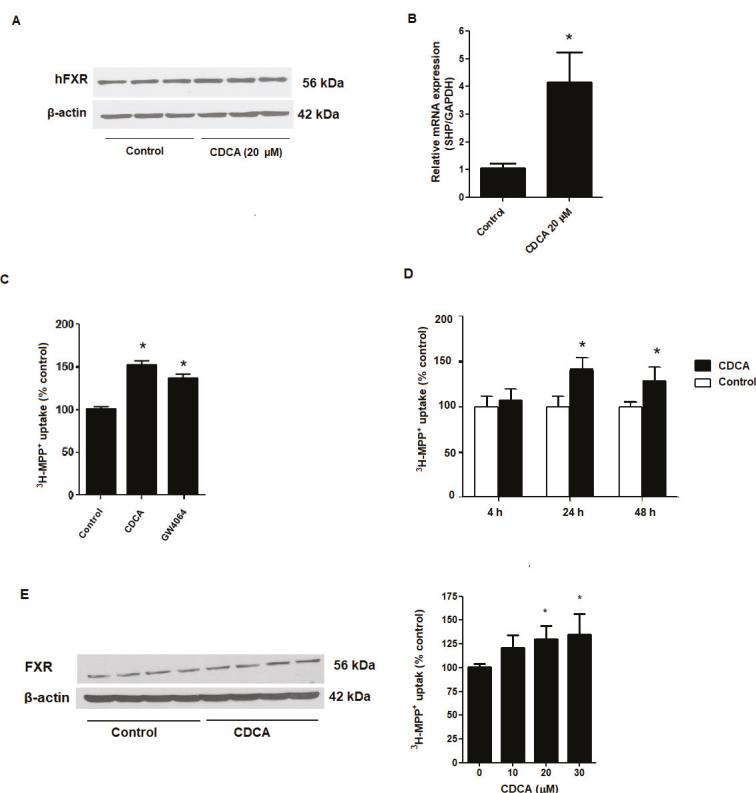 A
hFXR
56 kDa
β-actin
42 kDa
Control
CDCA (20 µM)
B
Relative mRNA expression
(SHP/GAPDH)
6
5
4
3
2
1
0
*
Control
CDCA 20 µM
C
³H-MPP⁺ uptake (% control)
200
150
100
50
0
*
*
Control
CDCA
GW4064
D
³H-MPP⁺ uptake (% control)
200
150
100
50
0
*
*
4 h
24 h
48 h
CDCA
Control
E
FXR
56 kDa
β-actin
42 kDa
Control
CDCA
³H-MPP⁺ uptak (% control)
175
150
125
100
75
50
25
0
*
*
0 10 20 30
CDCA (µM)